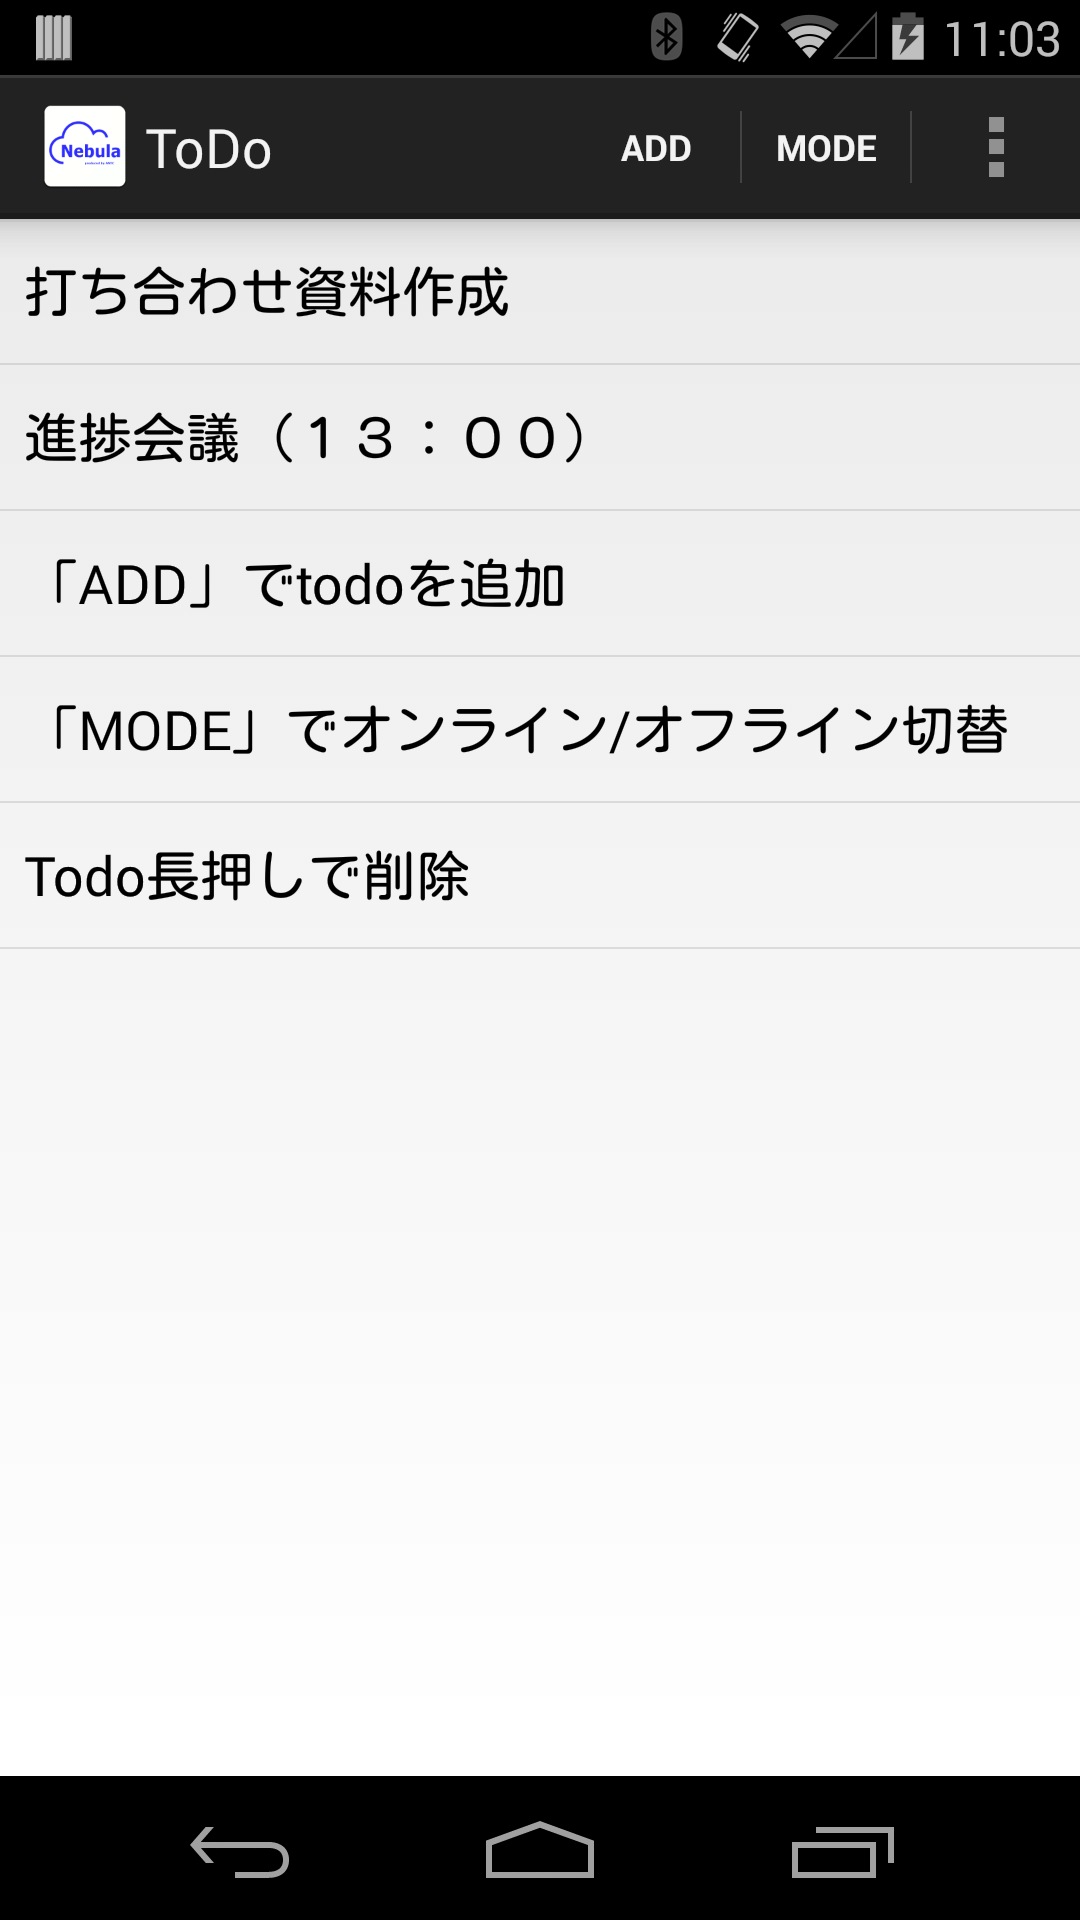 11:03
Nebula
ToDo
ADD
MODE
打ち合わせ資料作成
進捗会議（１３：００）
「ADD」でtodoを追加
「MODE」でオンライン/オフライン切替
Todo長押しで削除